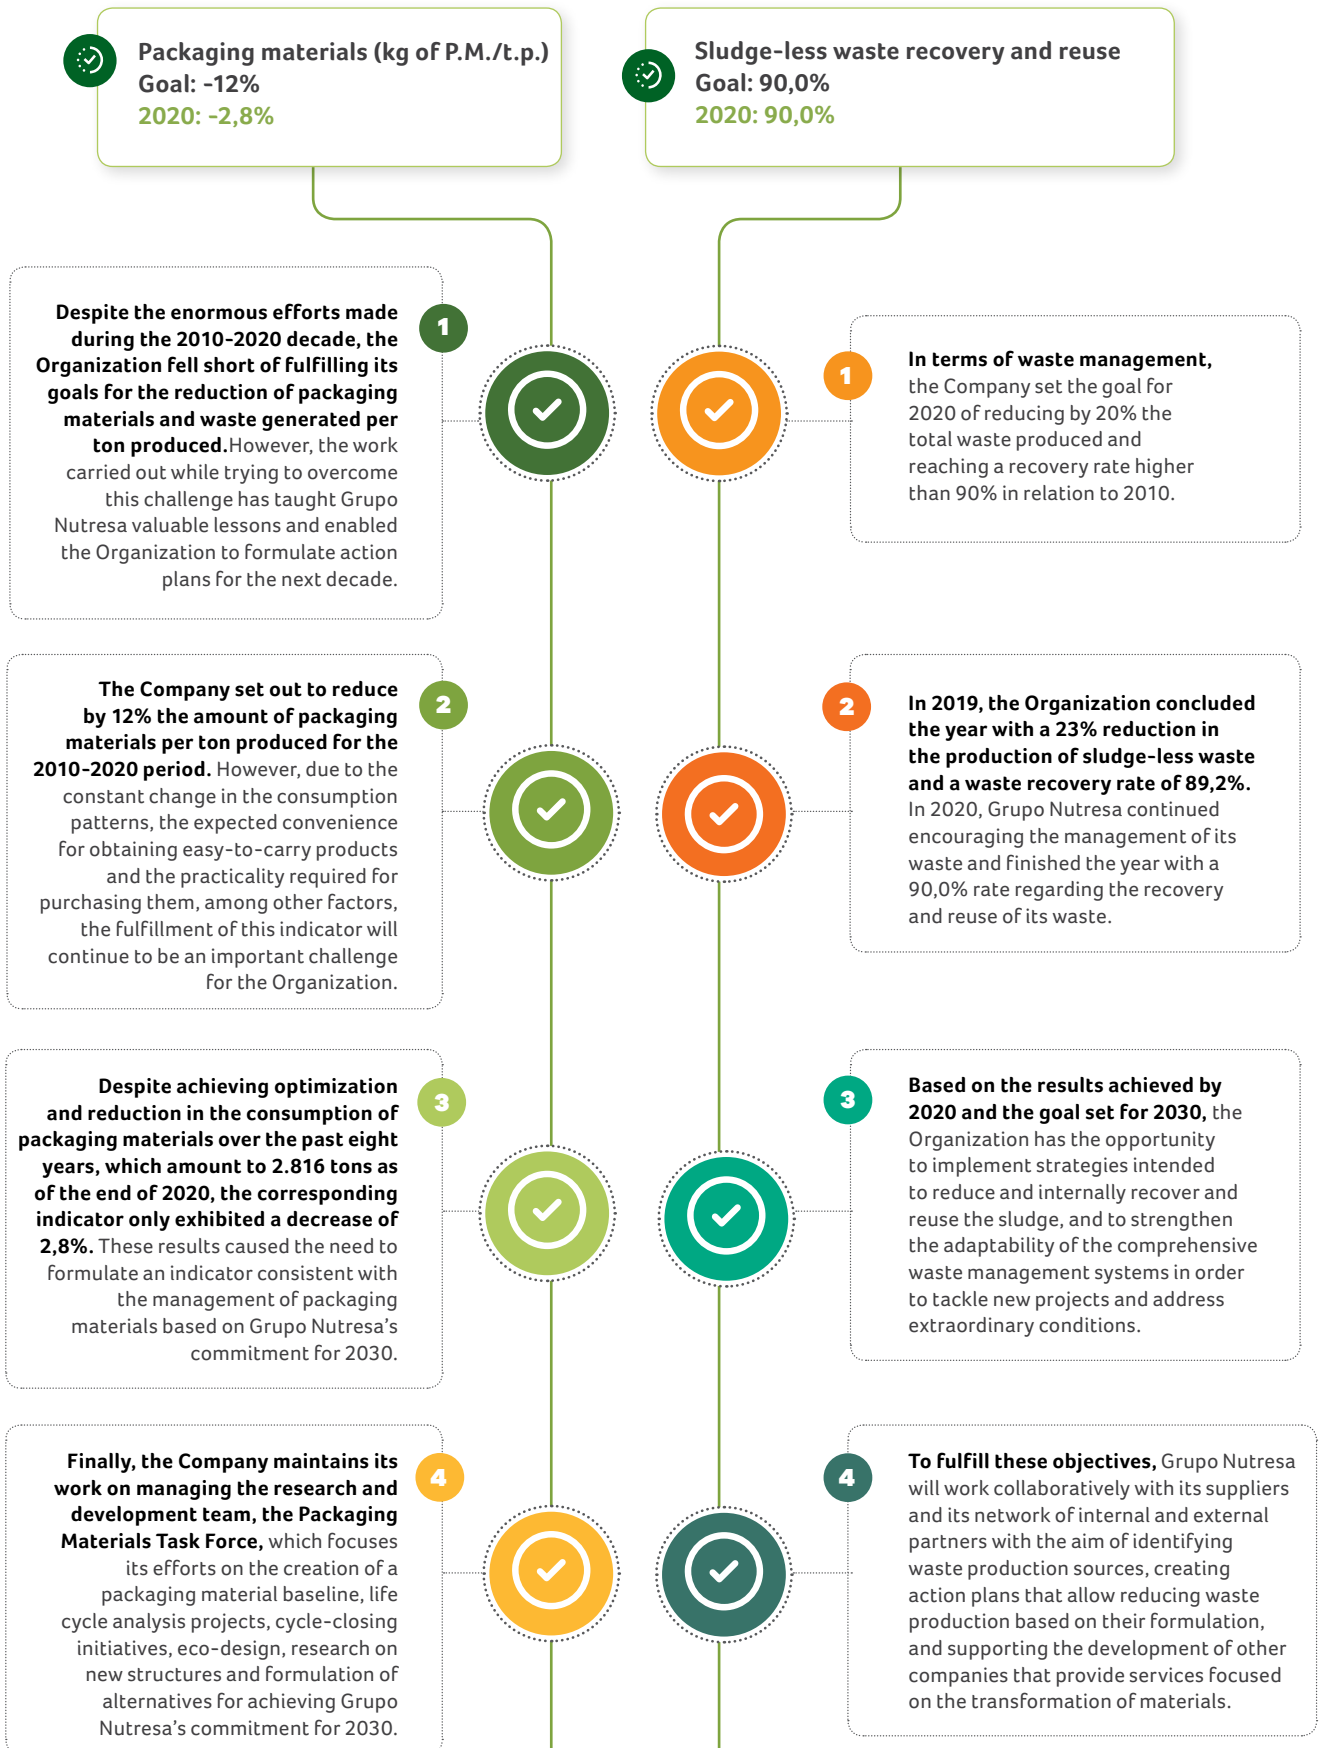 Packaging materials (kg of P.M./t.p.)
Goal: -12%
2020: -2,8%
Sludge-less waste recovery and reuse
Goal: 90,0%
2020: 90,0%
1
Despite the enormous efforts made
during the 2010-2020 decade, the
Organization fell short of fulfilling its
goals for the reduction of packaging
materials and waste generated per
ton produced.However, the work
carried out while trying to overcome
this challenge has taught Grupo
Nutresa valuable lessons and enabled
the Organization to formulate action
plans for the next decade.
2
The Company set out to reduce
by 12% the amount of packaging
materials per ton produced for the
2010-2020 period. However, due to the
constant change in the consumption
patterns, the expected convenience
for obtaining easy-to-carry products
and the practicality required for
purchasing them, among other factors,
the fulfillment of this indicator will
continue to be an important challenge
for the Organization.
3
Despite achieving optimization
and reduction in the consumption of
packaging materials over the past eight
years, which amount to 2.816 tons as
of the end of 2020, the corresponding
indicator only exhibited a decrease of
2,8%. These results caused the need to
formulate an indicator consistent with
the management of packaging
materials based on Grupo Nutresa’s
commitment for 2030.
4
Finally, the Company maintains its
work on managing the research and
development team, the Packaging
Materials Task Force, which focuses
its efforts on the creation of a
packaging material baseline, life
cycle analysis projects, cycle-closing
initiatives, eco-design, research on
new structures and formulation of
alternatives for achieving Grupo
Nutresa’s commitment for 2030.
1
In terms of waste management,
the Company set the goal for
2020 of reducing by 20% the
total waste produced and
reaching a recovery rate higher
than 90% in relation to 2010.
2
In 2019, the Organization concluded
the year with a 23% reduction in
the production of sludge-less waste
and a waste recovery rate of 89,2%.
In 2020, Grupo Nutresa continued
encouraging the management of its
waste and finished the year with a
90,0% rate regarding the recovery
and reuse of its waste.
3
Based on the results achieved by
2020 and the goal set for 2030, the
Organization has the opportunity
to implement strategies intended
to reduce and internally recover and
reuse the sludge, and to strengthen
the adaptability of the comprehensive
waste management systems in order
to tackle new projects and address
extraordinary conditions.
4
To fulfill these objectives, Grupo Nutresa
will work collaboratively with its suppliers
and its network of internal and external
partners with the aim of identifying
waste production sources, creating
action plans that allow reducing waste
production based on their formulation,
and supporting the development of other
companies that provide services focused
on the transformation of materials.